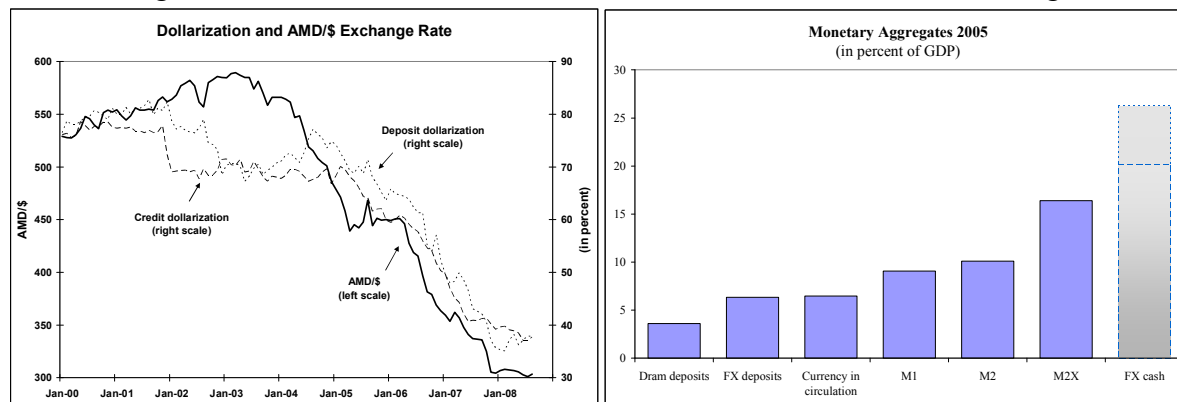 Dollarization and AMD/$ Exchange Rate
600
550
500
450
400
350
300
AMD/$
90
80
70
60
50
40
30
(in percent)
Deposit dollarization
(right scale)
Credit dollarization
(right scale)
AMD/$
(left scale)
Jan-00 Jan-01 Jan-02 Jan-03 Jan-04 Jan-05 Jan-06 Jan-07 Jan-08
Monetary Aggregates 2005
(in percent of GDP)
30
25
20
15
10
5
0
Dram deposits FX deposits Currency in M1 M2 M2X FX cash
circulation